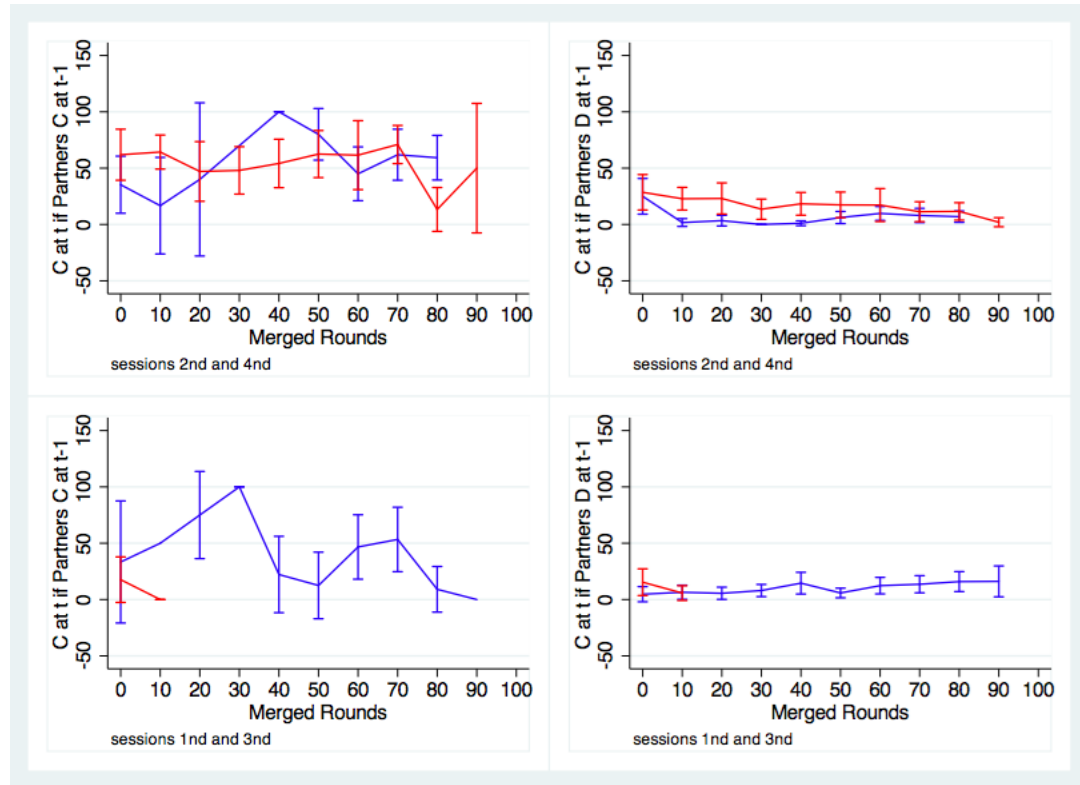 C at t if Partners C at t-1
150
100
50
0
-50
0 10 20 30 40 50 60 70 80 90 100
Merged Rounds
sessions 2nd and 4nd
C at t if Partners D at t-1
150
100
50
0
-50
0 10 20 30 40 50 60 70 80 90 100
Merged Rounds
sessions 2nd and 4nd
C at t if Partners C at t-1
150
100
50
0
-50
0 10 20 30 40 50 60 70 80 90 100
Merged Rounds
sessions 1nd and 3nd
C at t if Partners D at t-1
150
100
50
0
-50
0 10 20 30 40 50 60 70 80 90 100
Merged Rounds
sessions 1nd and 3nd